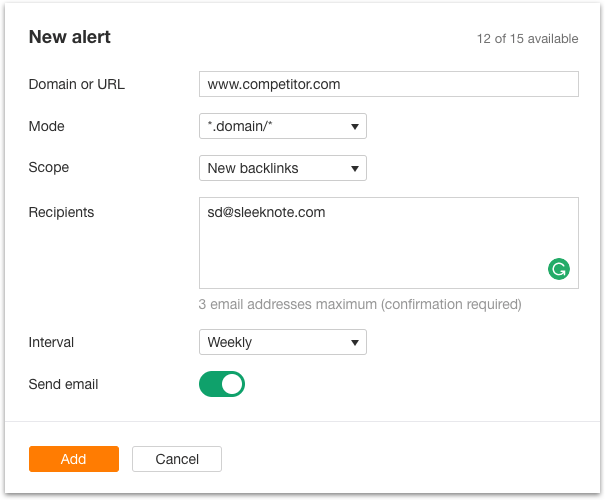 New alert
12 of 15 available
Domain or URL
www.competitor.com
Mode
*.domain/*
Scope
New backlinks
Recipients
sd@sleeknote.com
3 email addresses maximum (confirmation required)
Interval
Weekly
Send email
Add
Cancel